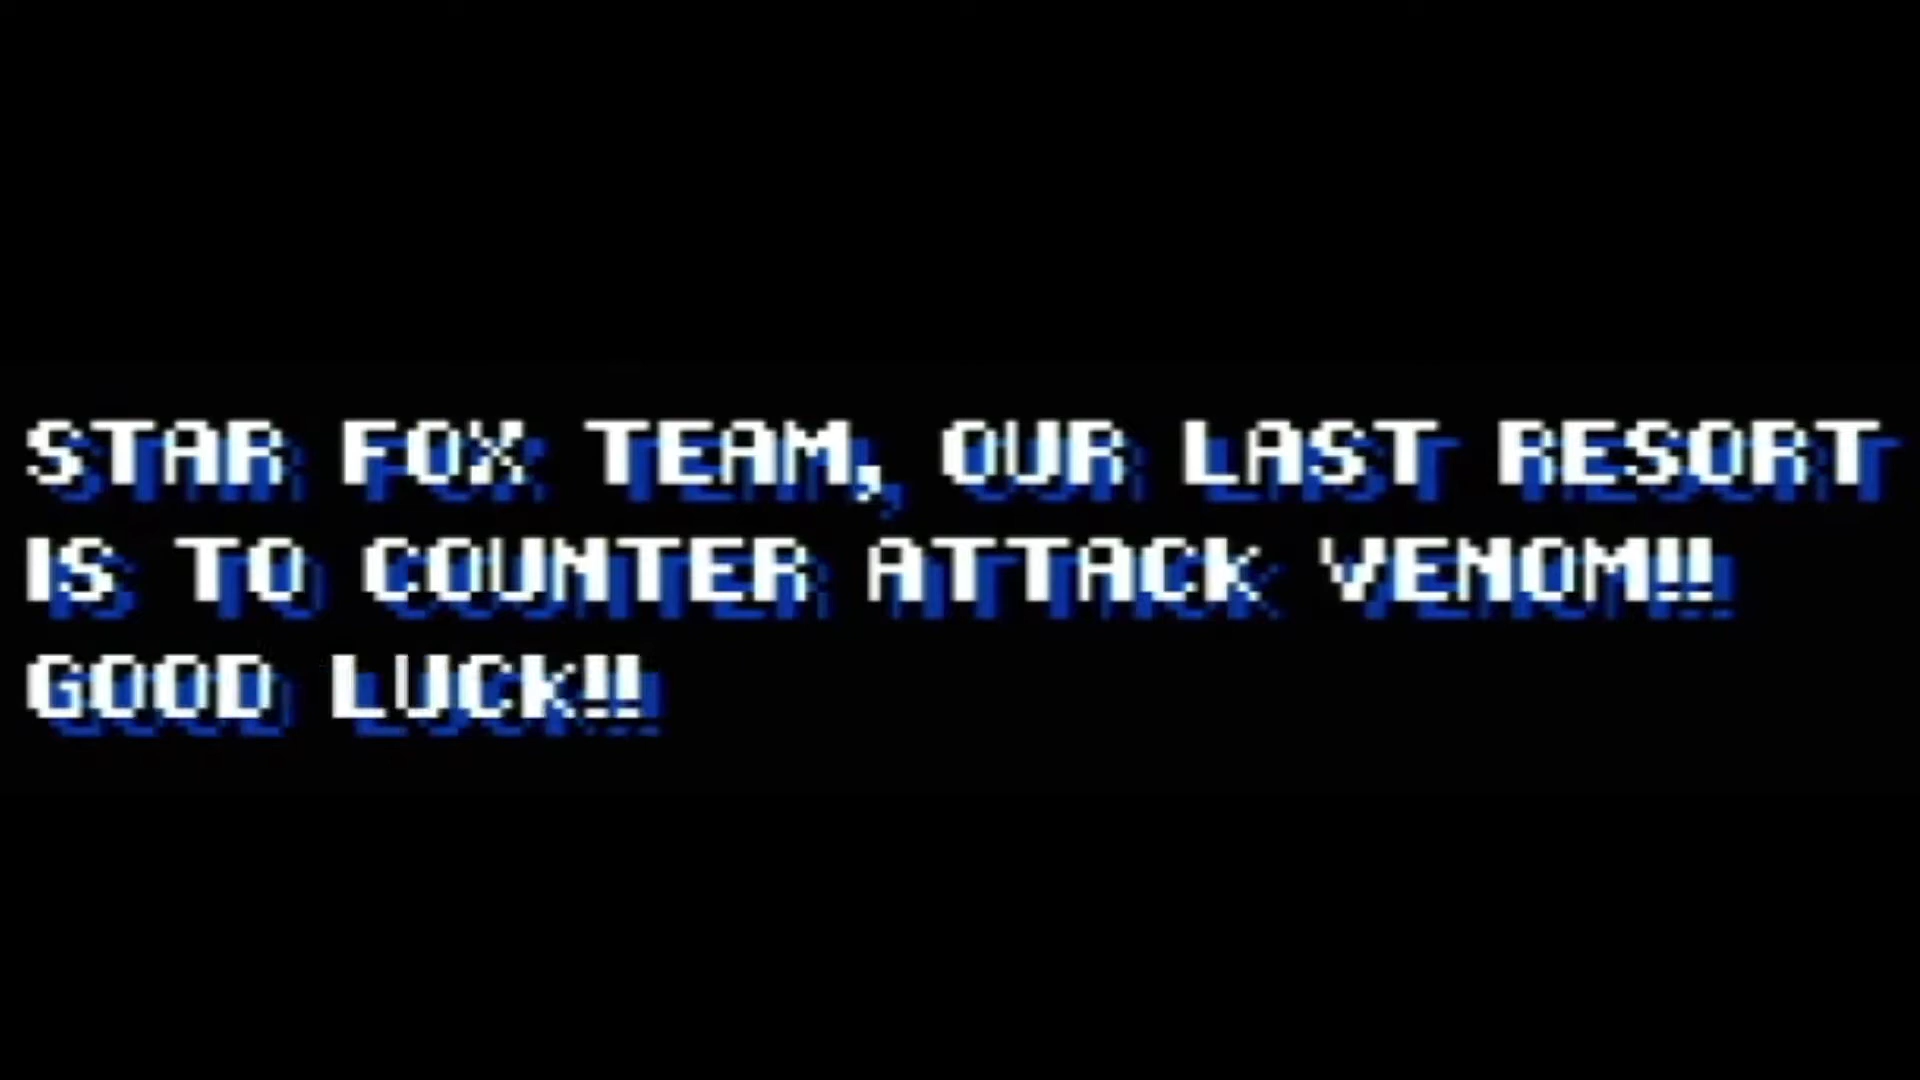 STAR FOX TEAM, OUR LAST RESORT
IS TO COUNTER ATTACK VENOM!!
GOOD LUCK!!